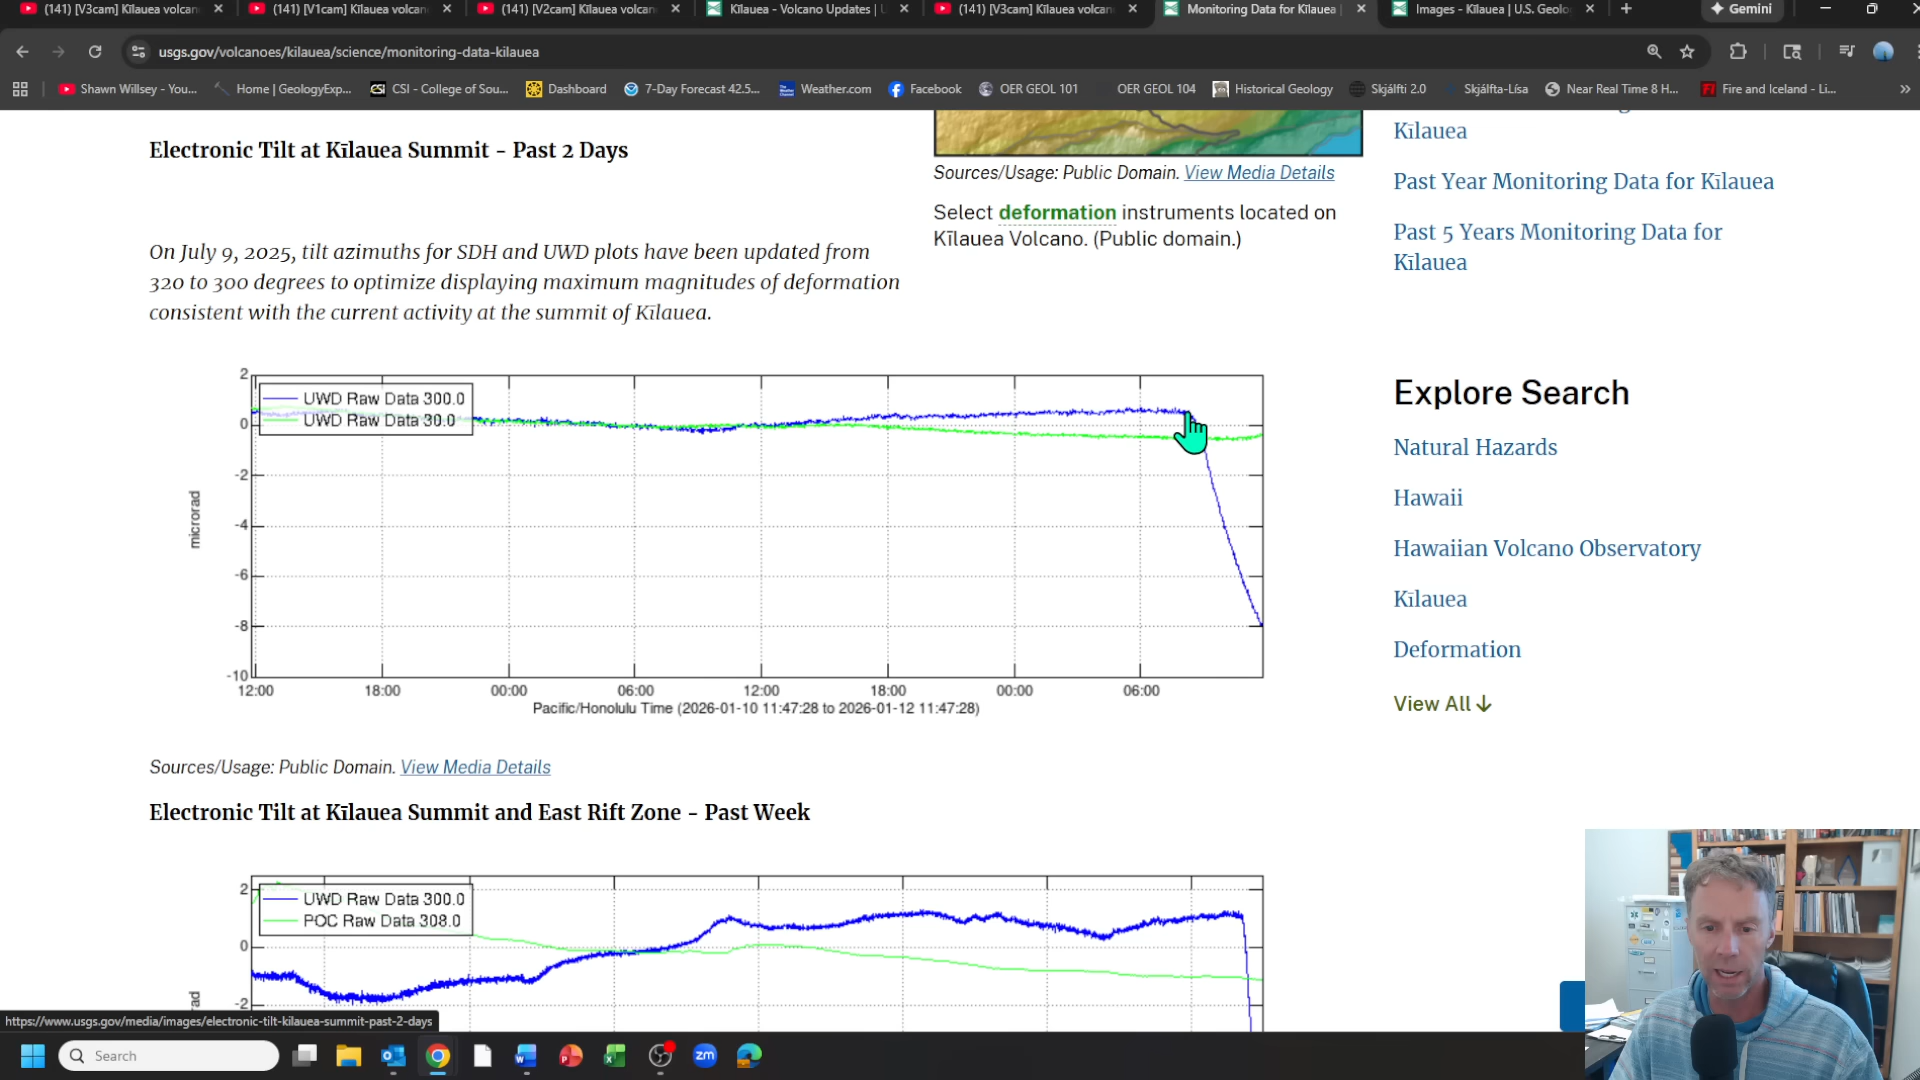 (141) [V3cam] Kīlauea volcan
(141) [V1cam] Kīlauea volcan
(141) [V2cam] Kīlauea volcan
Kīlauea - Volcano Updates | U
(141) [V3cam] Kīlauea volcan
Monitoring Data for Kīlauea |
Images - Kīlauea | U.S. Geolo
Gemini
usgs.gov/volcanoes/kilauea/science/monitoring-data-kilauea
Shawn Willsey - You...
Home | GeologyExp...
CSI - College of Sou...
Dashboard
7-Day Forecast 42.5...
Weather.com
Facebook
OER GEOL 101
OER GEOL 104
Historical Geology
Skjálfti 2.0
Skjálfta-Lísa
Near Real Time 8 H...
Fire and Iceland - Li...
Electronic Tilt at Kīlauea Summit - Past 2 Days
On July 9, 2025, tilt azimuths for SDH and UWD plots have been updated from
320 to 300 degrees to optimize displaying maximum magnitudes of deformation
consistent with the current activity at the summit of Kīlauea.
Sources/Usage: Public Domain. View Media Details
Select deformation instruments located on
Kīlauea Volcano. (Public domain.)
Kīlauea
Past Year Monitoring Data for Kīlauea
Past 5 Years Monitoring Data for
Kīlauea
UWD Raw Data 300.0
UWD Raw Data 30.0
2
0
-2
-4
-6
-8
-10
microrad
12:00 18:00 00:00 06:00 12:00 18:00 00:00 06:00
Pacific/Honolulu Time (2026-01-10 11:47:28 to 2026-01-12 11:47:28)
Explore Search
Natural Hazards
Hawaii
Hawaiian Volcano Observatory
Kīlauea
Deformation
View All
Sources/Usage: Public Domain. View Media Details
Electronic Tilt at Kīlauea Summit and East Rift Zone - Past Week
UWD Raw Data 300.0
POC Raw Data 308.0
2
0
-2
ad
https://www.usgs.gov/media/images/electronic-tilt-kilauea-summit-past-2-days
Search
zm